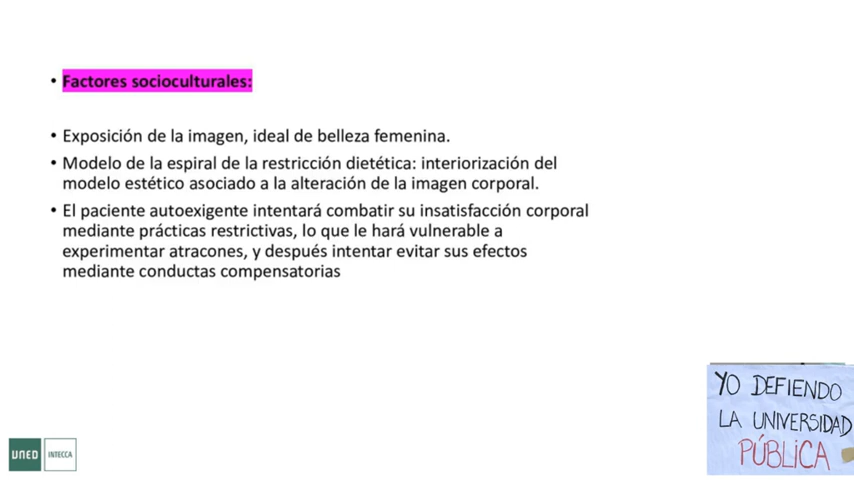 • Factores socioculturales:
• Exposición de la imagen, ideal de belleza femenina.
• Modelo de la espiral de la restricción dietética: interiorización del
modelo estético asociado a la alteración de la imagen corporal.
• El paciente autoexigente intentará combatir su insatisfacción corporal
mediante prácticas restrictivas, lo que le hará vulnerable a
experimentar atracones, y después intentar evitar sus efectos
mediante conductas compensatorias
YO DEFIENDO
LA UNIVERSIDAD
PÚBLICA
UNED INTECCA